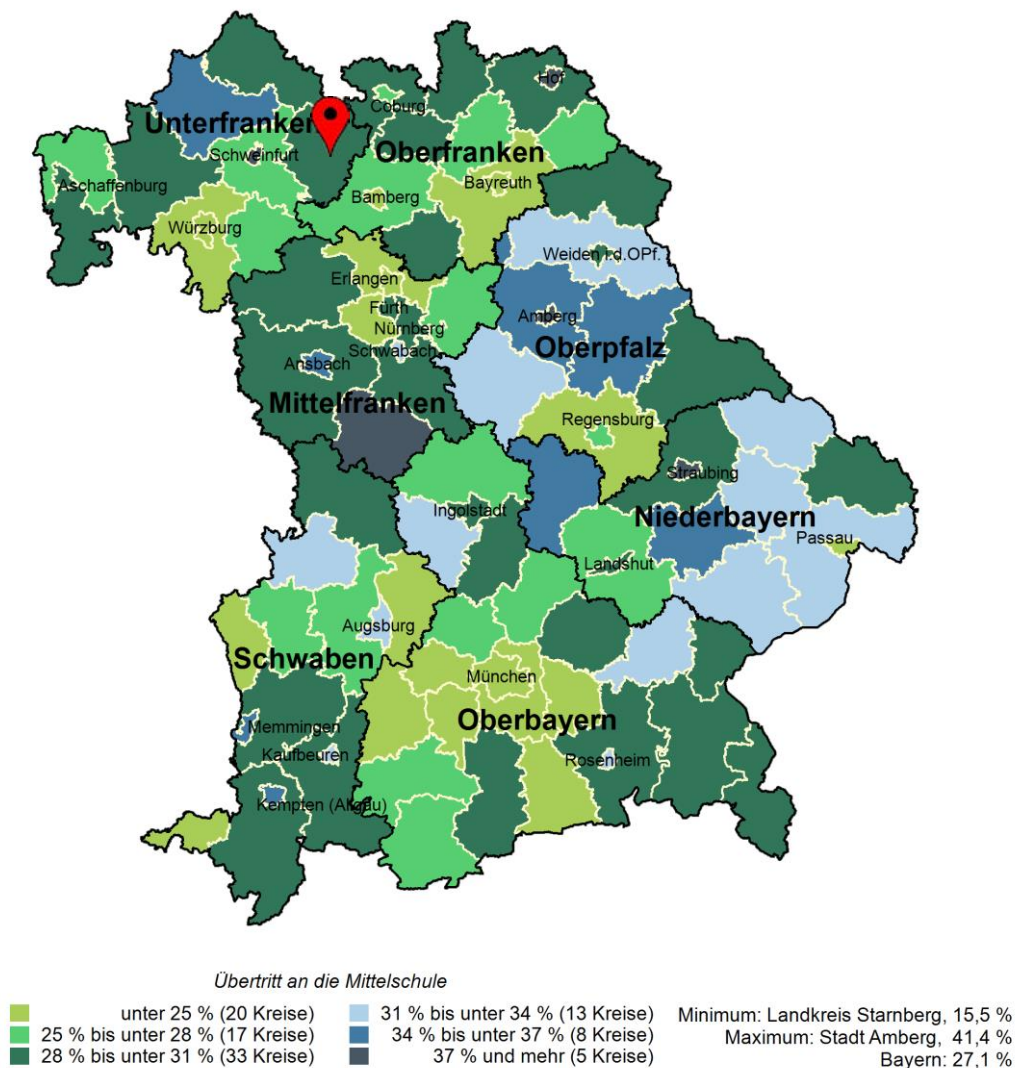 Hof
Coburg
Unterfranken
Schweinfurt
Oberfranken
Aschaffenburg
Bayreuth
Bamberg
Würzburg
Weiden i.d.OPf.
Erlangen
Fürth
Amberg
Nürnberg
Oberpfalz
Schwabach
Ansbach
Mittelfranken
Regensburg
Straubing
Ingolstadt
Niederbayern
Passau
Landshut
Augsburg
Schwaben
München
Oberbayern
Memmingen
Kaufbeuren
Rosenheim
Kempten (Allgäu)
Übertritt an die Mittelschule
unter 25 % (20 Kreise)
25 % bis unter 28 % (17 Kreise)
28 % bis unter 31 % (33 Kreise)
31 % bis unter 34 % (13 Kreise)
34 % bis unter 37 % (8 Kreise)
37 % und mehr (5 Kreise)
Minimum: Landkreis Starnberg, 15,5 %
Maximum: Stadt Amberg, 41,4 %
Bayern: 27,1 %